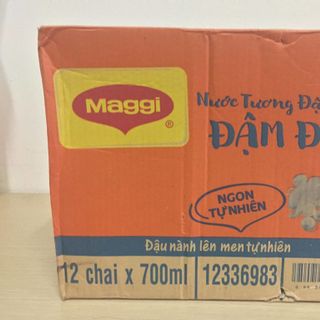 Maggi
®
Nước Tương Đậ
ĐẬM Đ
NGON
TỰ NHIÊN
Đậu nành lên men tự nhiên
12 chai x 700ml
12336983